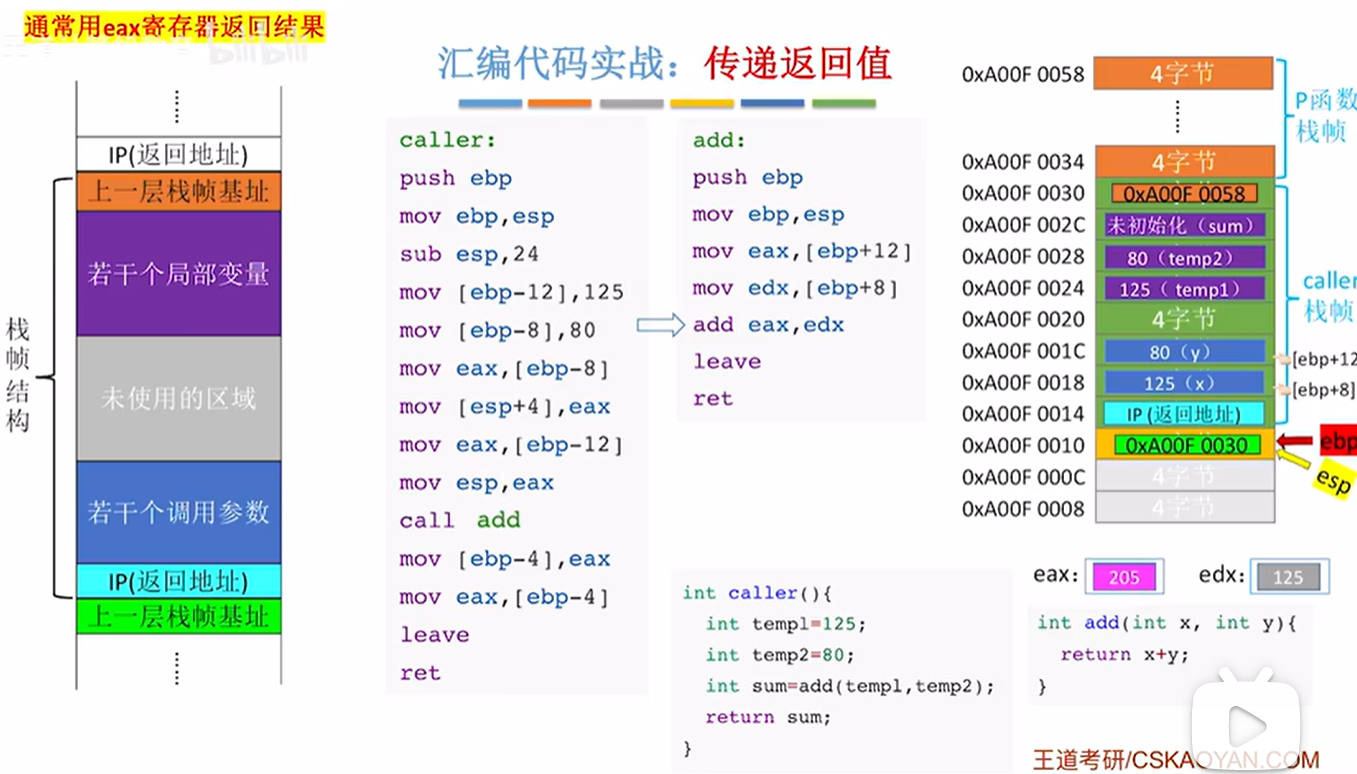 通常用eax寄存器返回结果
汇编代码实战：传递返回值
IP(返回地址)
上一层栈帧基址
若干个局部变量
未使用的区域
若干个调用参数
IP(返回地址)
上一层栈帧基址
栈帧结构
caller:
push ebp
mov ebp,esp
sub esp,24
mov [ebp-12],125
mov [ebp-8],80
mov eax,[ebp-8]
mov [esp+4],eax
mov eax,[ebp-12]
mov esp,eax
call add
mov [ebp-4],eax
mov eax,[ebp-4]
leave
ret
add:
push ebp
mov ebp,esp
mov eax,[ebp+12]
mov edx,[ebp+8]
add eax,edx
leave
ret
int caller(){
int temp1=125;
int temp2=80;
int sum=add(temp1,temp2);
return sum;
}
0xA00F 0058 4字节
P函数
栈帧
0xA00F 0034 4字节
0xA00F 0030 0xA00F 0058
0xA00F 002C 未初始化（sum）
0xA00F 0028 80（temp2）
0xA00F 0024 125（temp1）
caller
栈帧
0xA00F 0020 4字节
0xA00F 001C 80（y） [ebp+12
0xA00F 0018 125（x） [ebp+8]
0xA00F 0014 IP (返回地址)
0xA00F 0010 0xA00F 0030 ebp
esp
0xA00F 000C 4字节
0xA00F 0008 4字节
eax: 205 edx: 125
int add(int x, int y){
return x+y;
}
王道考研/CSKAOYAN.COM